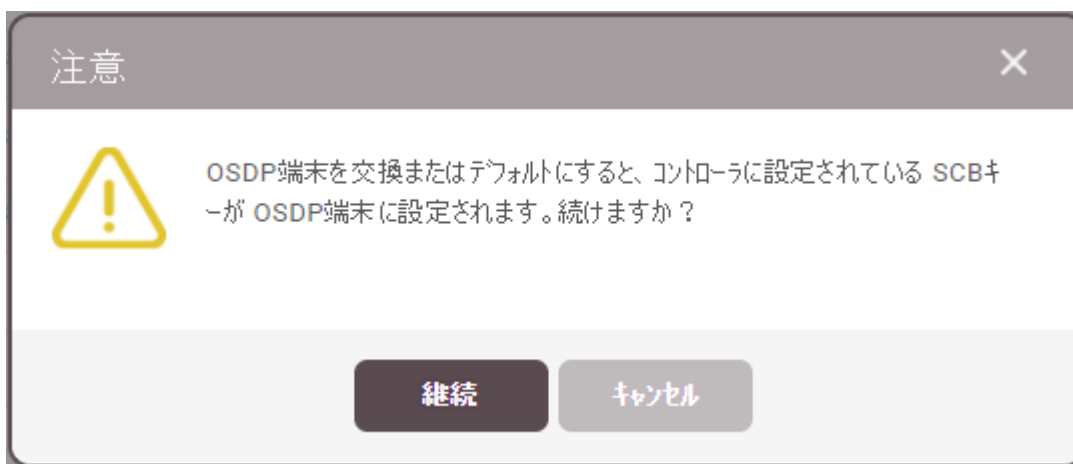 注意
OSDP端末を交換またはデフォルトにすると、コントローラに設定されている SCBキ
ーが OSDP端末に設定されます。続けますか？
継続
キャンセル